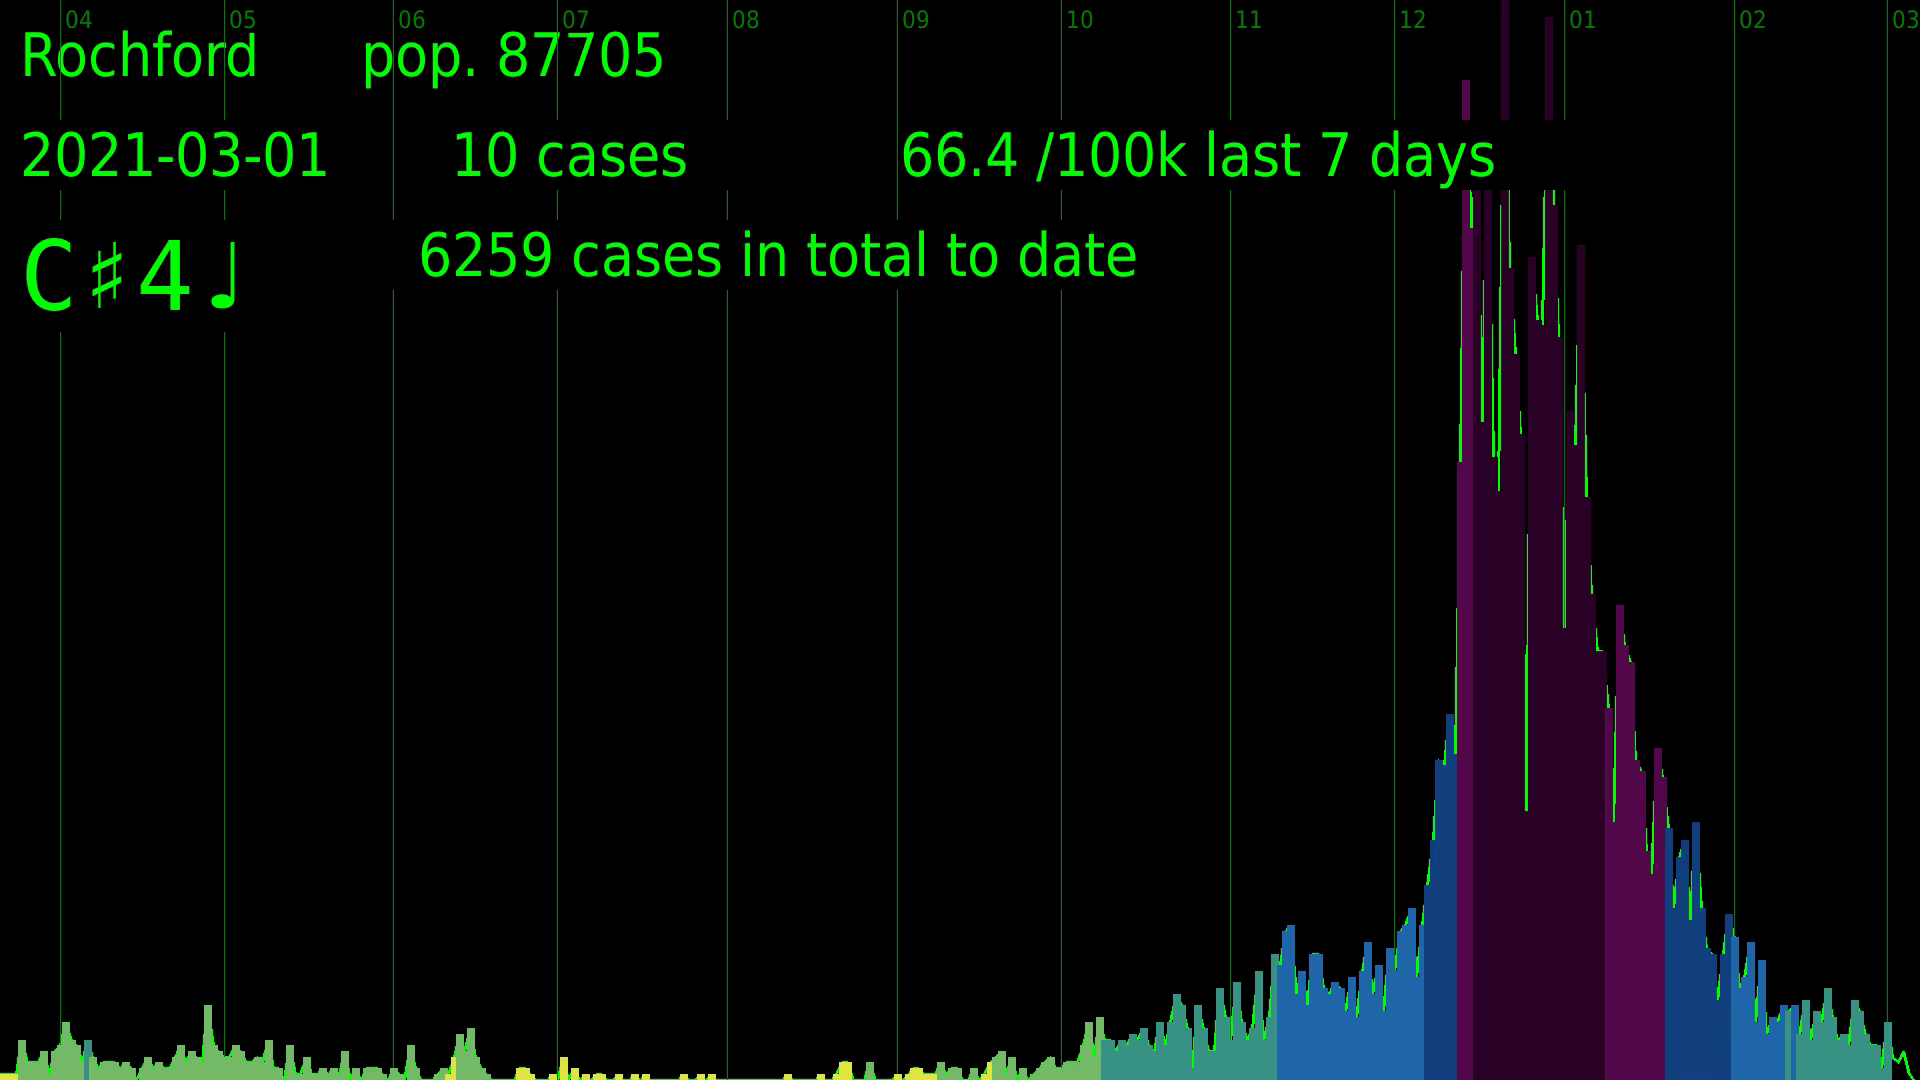 04 05 06 07 08 09 10 11 12 01 02 03
Rochford pop. 87705
2021-03-01 10 cases 66.4 /100k last 7 days
C♯4♩ 6259 cases in total to date